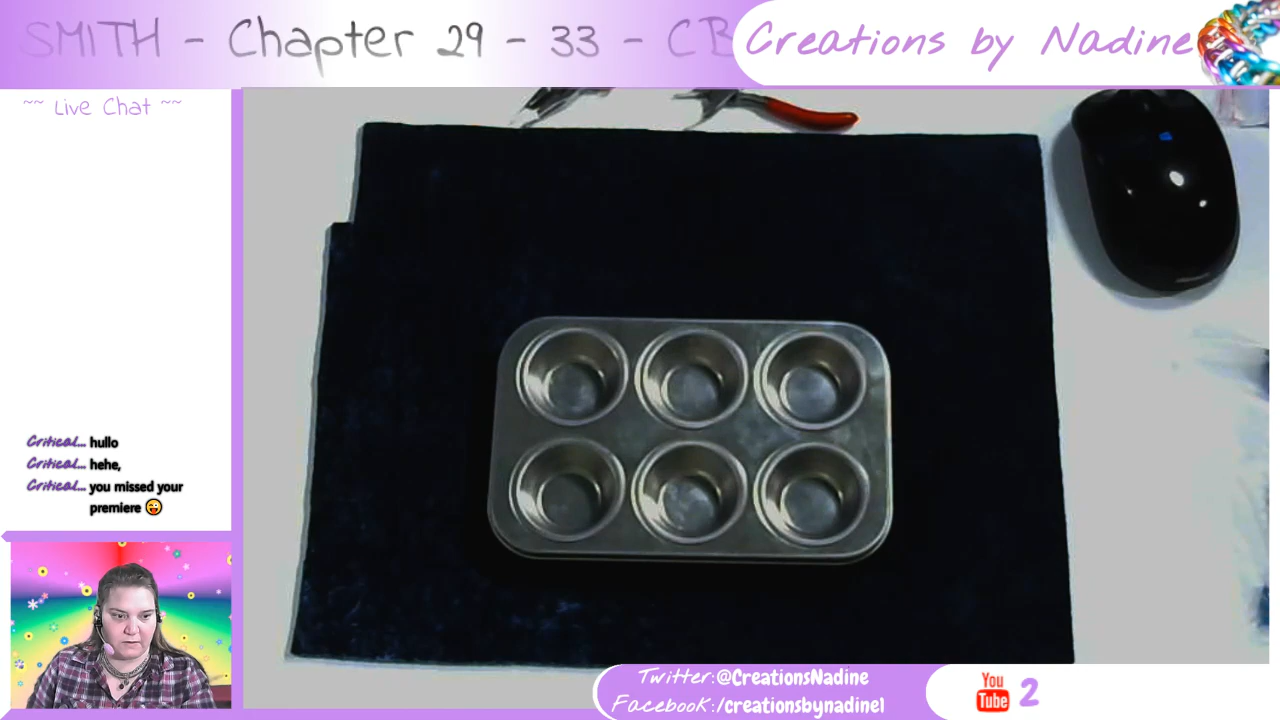 SMITH - Chapter 29 - 33 - CB
Creations by Nadine
~~ Live Chat ~~
Critical... hullo
Critical... hehe,
Critical... you missed your
premiere 😜
Twitter:@CreationsNadine
Facebook:/creationsbynadine1
You
Tube 2